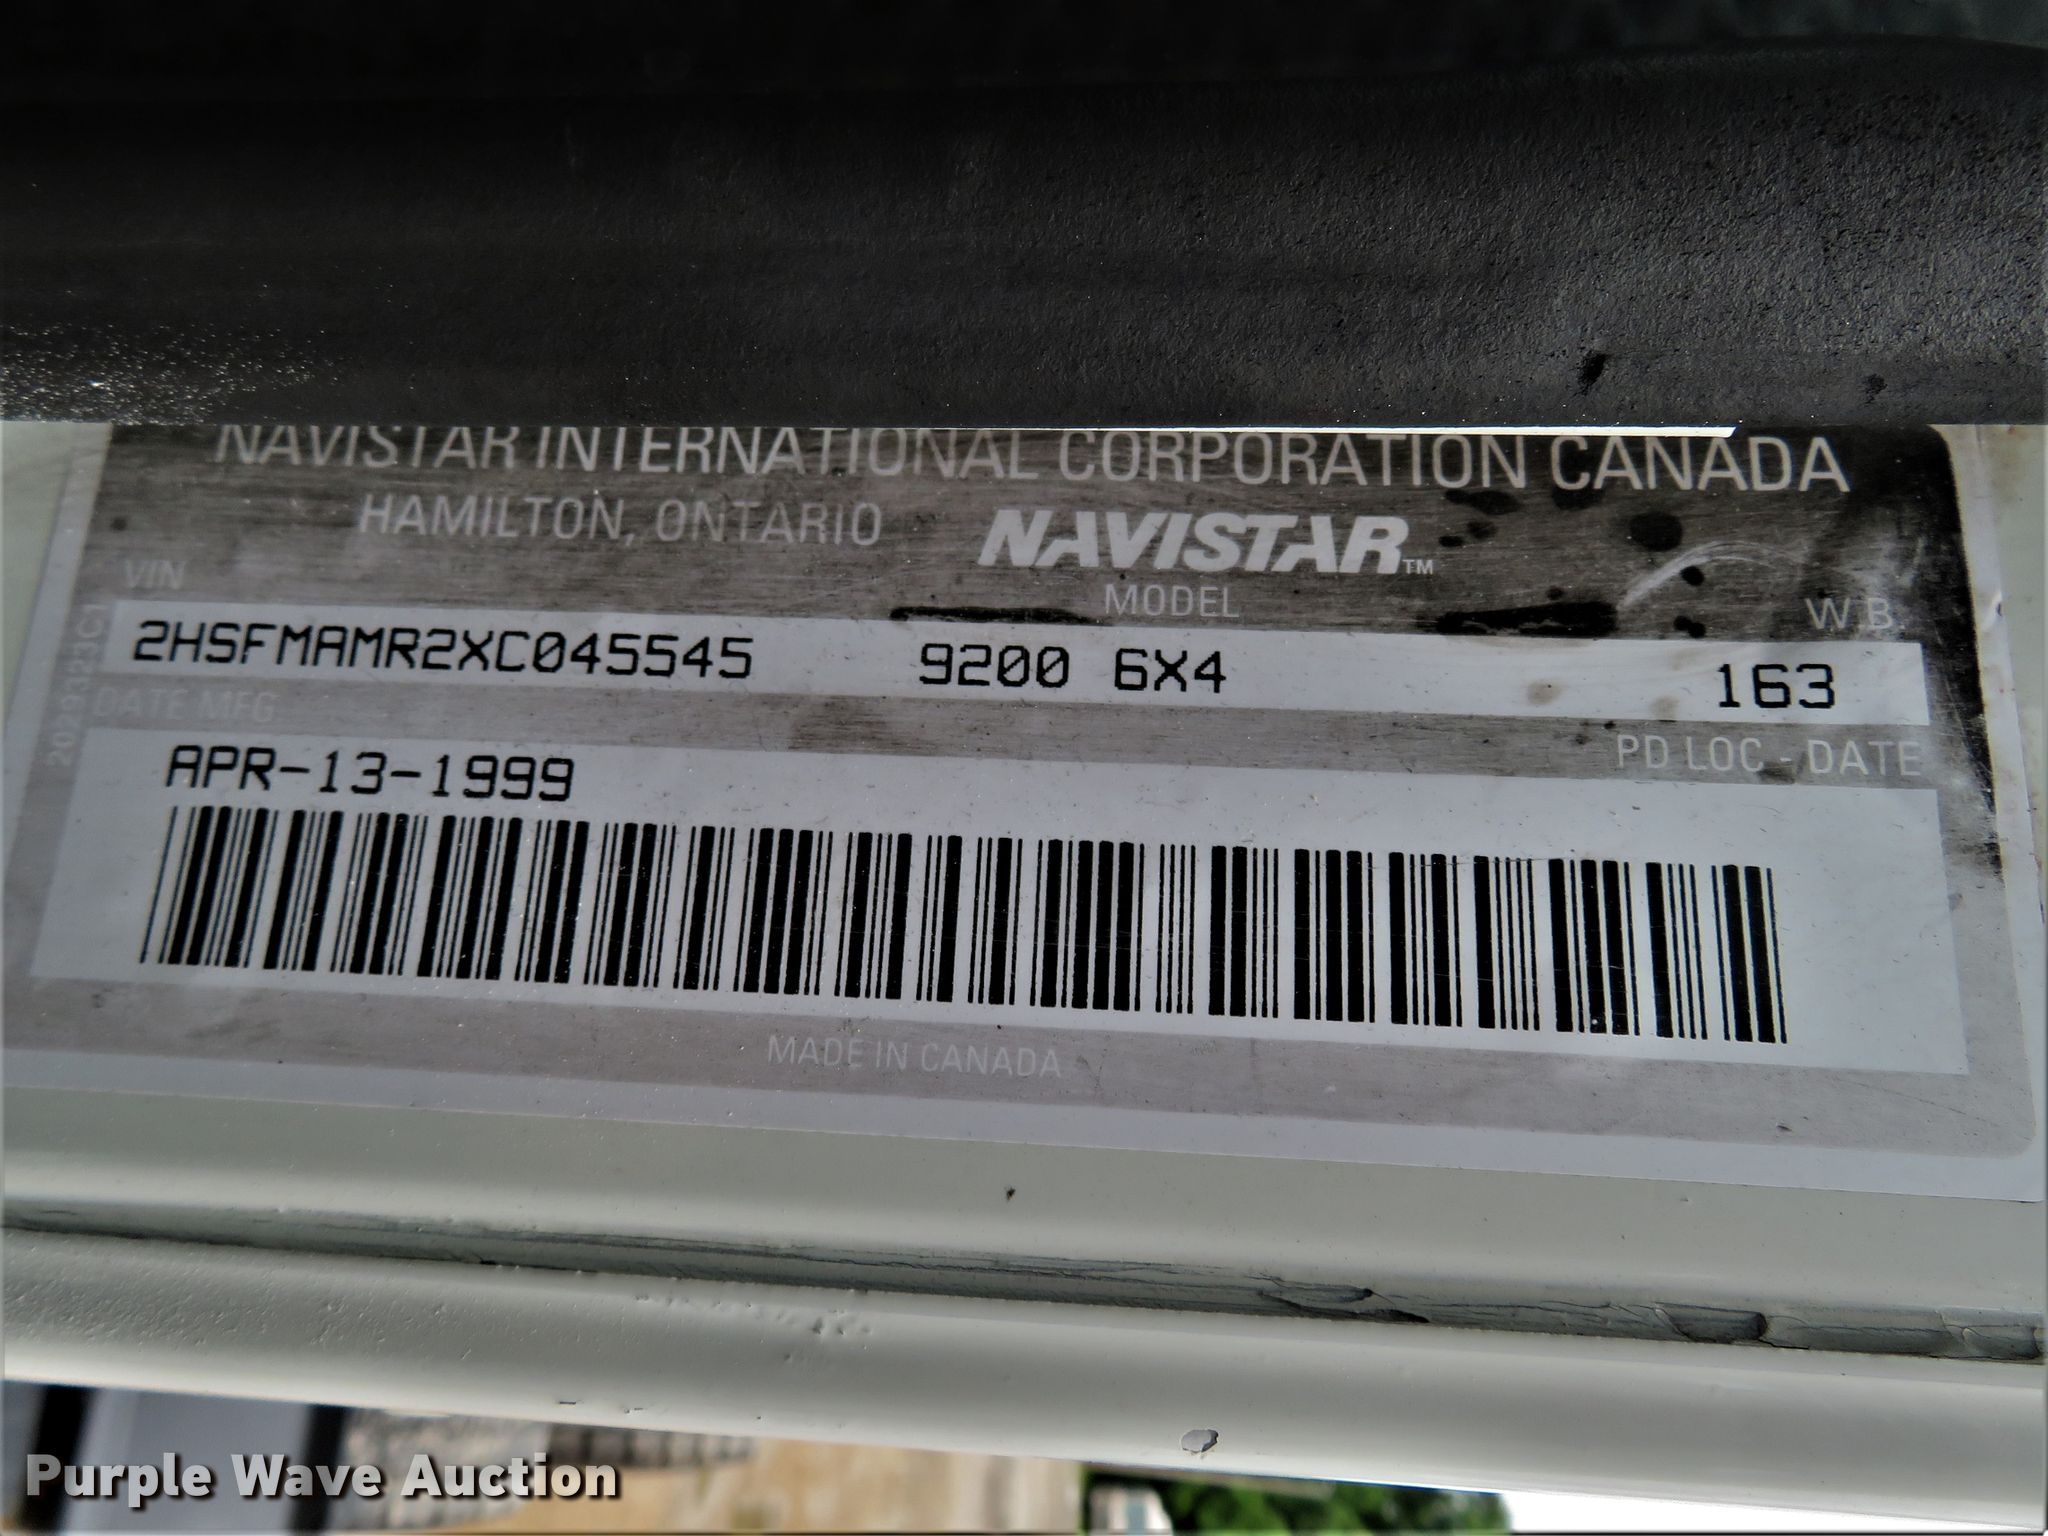 NAVISTAR INTERNATIONAL CORPORATION CANADA
HAMILTON, ONTARIO NAVISTAR™
VIN MODEL W.B.
2HSFMAMR2XC045545 9200 6X4 163
DATE MFG PD LOC - DATE
APR-13-1999
MADE IN CANADA
Purple Wave Auction